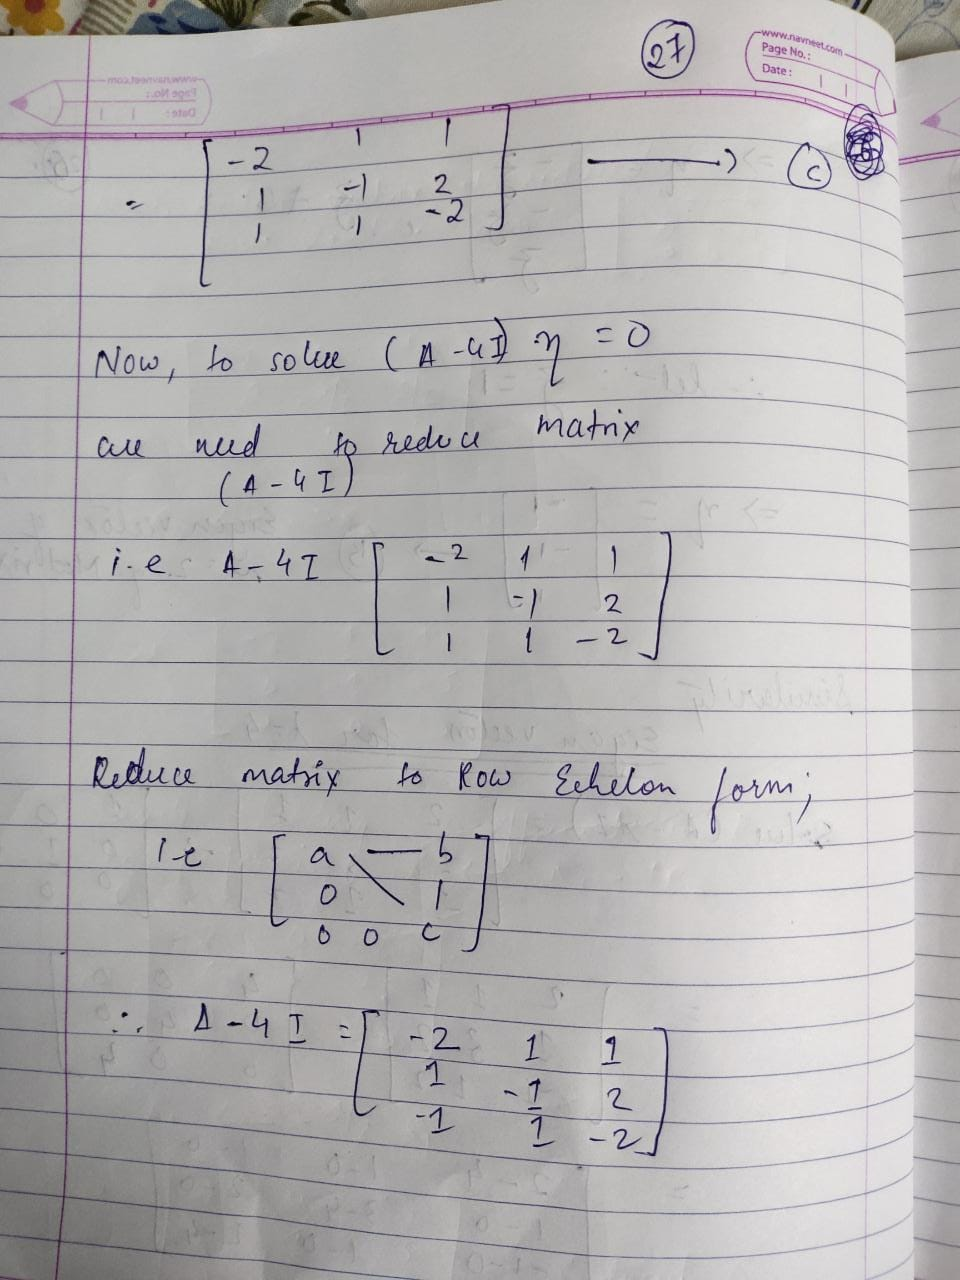 27
www.navneet.com
Page No.:
Date:
= [ -2 1 1
1 -1 2
1 1 -2 ] ⟶ (c)
Now, to solve (A - 4I) η = 0
we need to reduce matrix
(A - 4I)
i.e A - 4I [ -2 1 1
1 -1 2
1 1 -2 ]
Reduce matrix to Row Echelon form;
i.e [ a — b
0 \ 1
0 0 c ]
∴ A - 4I = [ -2 1 1
1 -1 2
-1 1 -2 ]